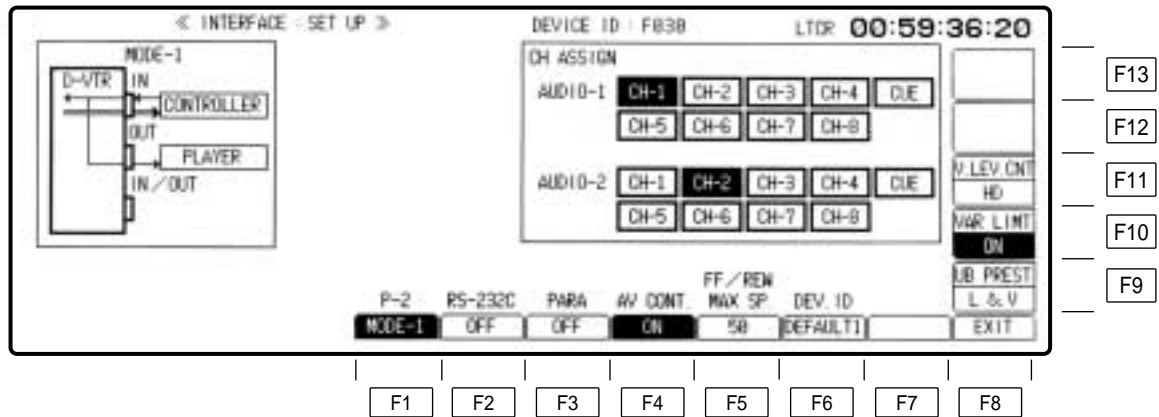 ≪ INTERFACE : SET UP ≫ DEVICE ID : F030 LTCR 00:59:36:20
MODE-1
D-VTR IN
CONTROLLER
OUT
PLAYER
IN/OUT
CH ASSIGN
AUDIO-1 CH-1 CH-2 CH-3 CH-4 CUE
CH-5 CH-6 CH-7 CH-8
AUDIO-2 CH-1 CH-2 CH-3 CH-4 CUE
CH-5 CH-6 CH-7 CH-8
V.LEV.CNT
HD
VAR LIMT
ON
UB PREST
L & V
EXIT
F13
F12
F11
F10
F9
P-2 RS-232C PARA AV CONT. FF/REW MAX SP. DEV. ID
MODE-1 OFF OFF ON 50 DEFAULT1
F1 F2 F3 F4 F5 F6 F7 F8